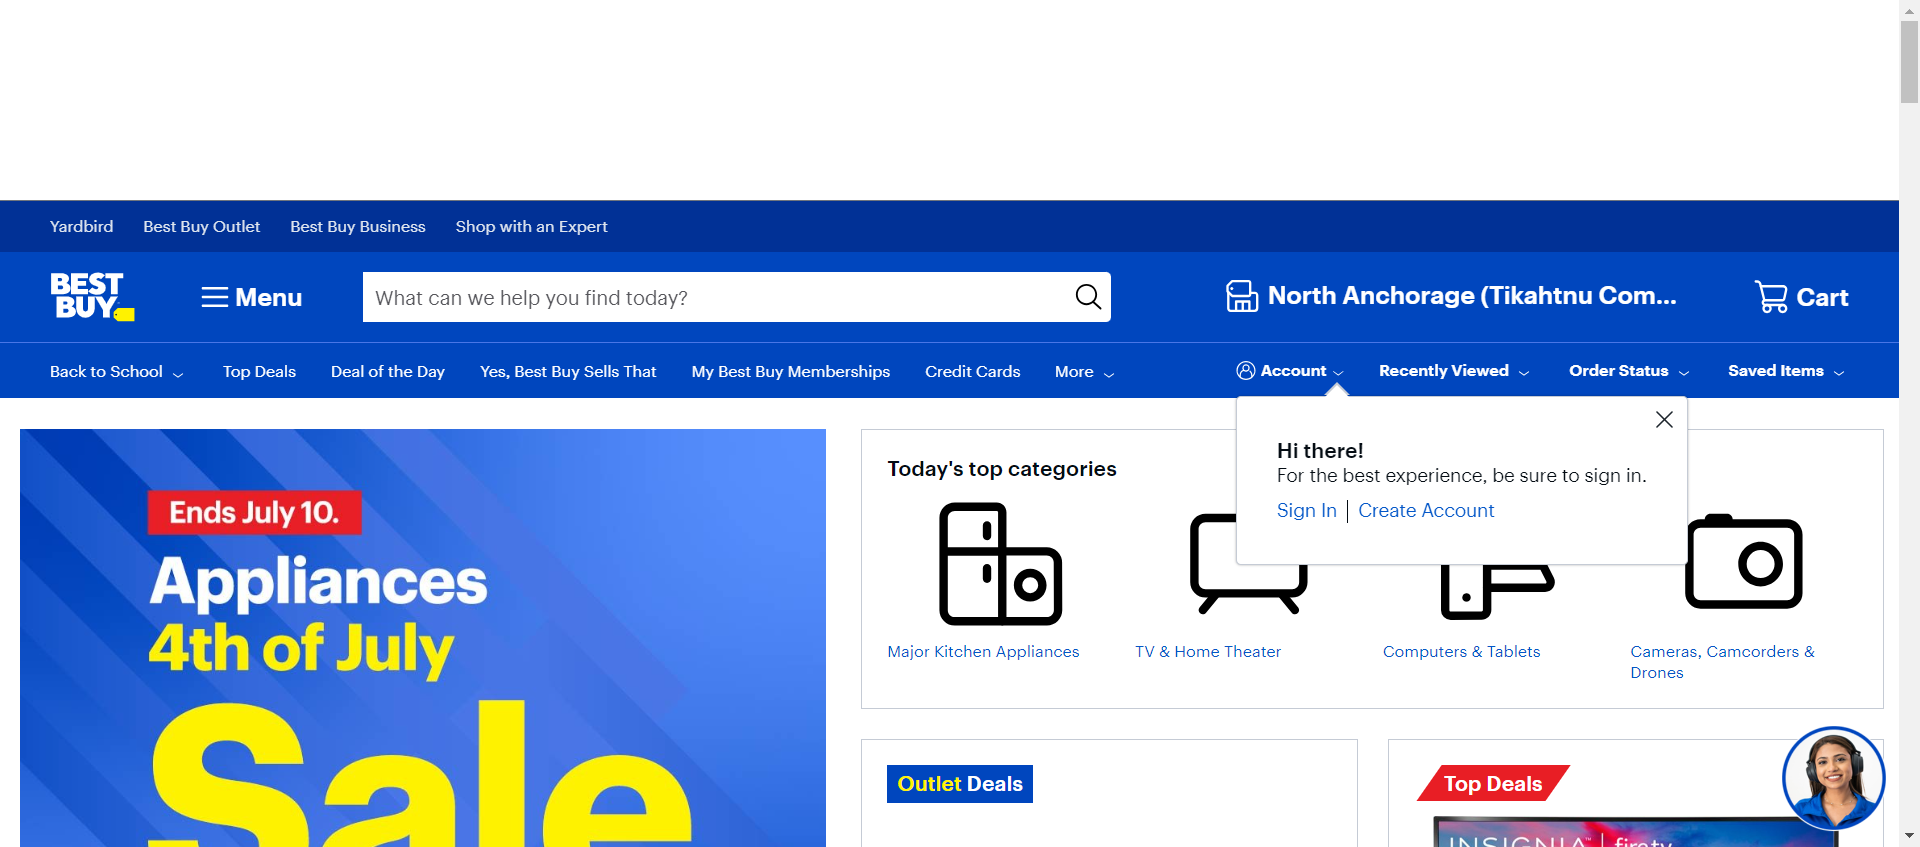 Yardbird
Best Buy Outlet
Best Buy Business
Shop with an Expert
BEST
BUY
Menu
What can we help you find today?
North Anchorage (Tikahtnu Com...
Cart
Back to School
Top Deals
Deal of the Day
Yes, Best Buy Sells That
My Best Buy Memberships
Credit Cards
More
Account
Recently Viewed
Order Status
Saved Items
Hi there!
For the best experience, be sure to sign in.
Sign In
Create Account
Ends July 10.
Appliances
4th of July
Sale
Today's top categories
Major Kitchen Appliances
TV & Home Theater
Computers & Tablets
Cameras, Camcorders &
Drones
Outlet Deals
Top Deals
INSIGNIA™ | fire tv